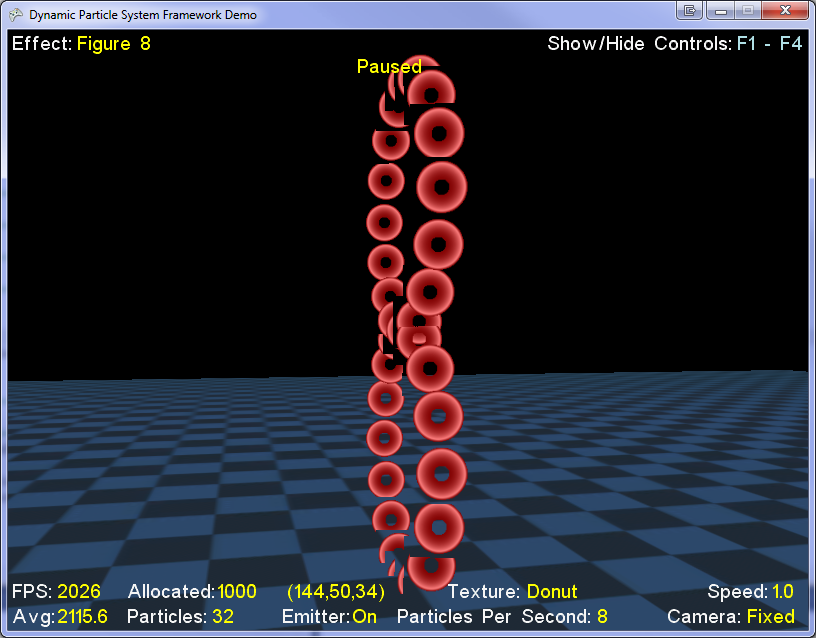 Dynamic Particle System Framework Demo
Effect: Figure 8 Show/Hide Controls: F1 - F4
Paused
FPS: 2026 Allocated:1000 (144,50,34) Texture: Donut Speed: 1.0
Avg:2115.6 Particles: 32 Emitter:On Particles Per Second: 8 Camera: Fixed